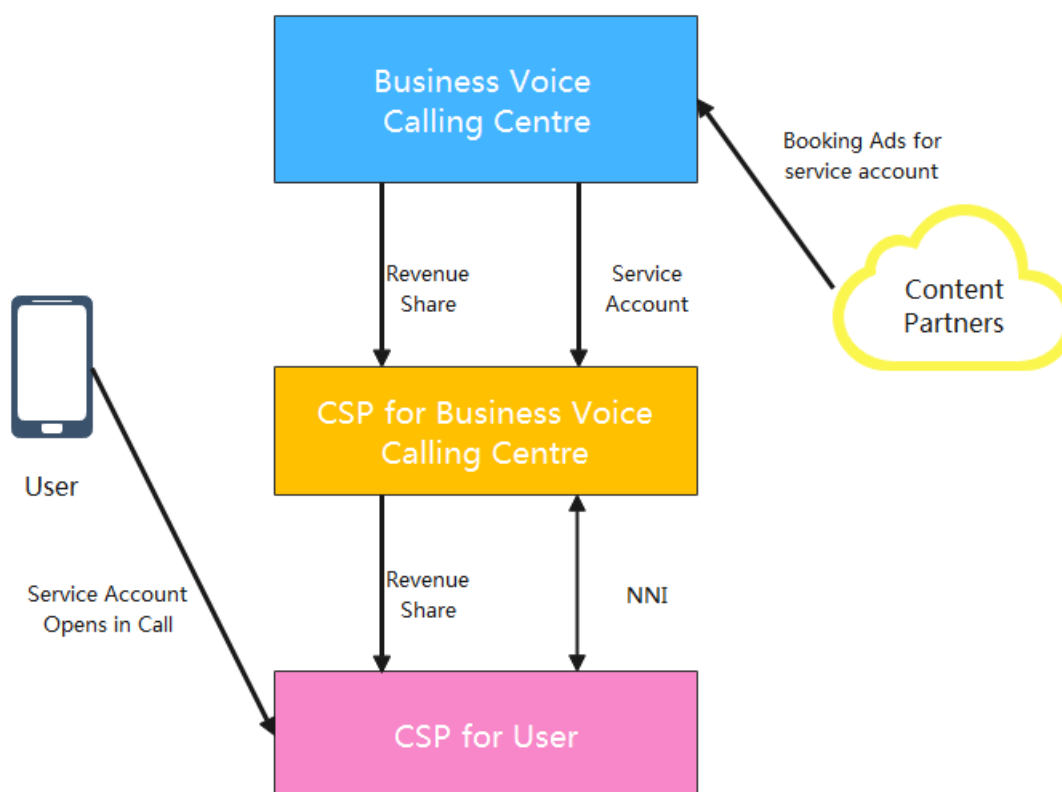 Business Voice
Calling Centre
Booking Ads for
service account
Revenue
Share
Service
Account
Content
Partners
CSP for Business Voice
Calling Centre
User
Revenue
Share
NNI
Service Account
Opens in Call
CSP for User